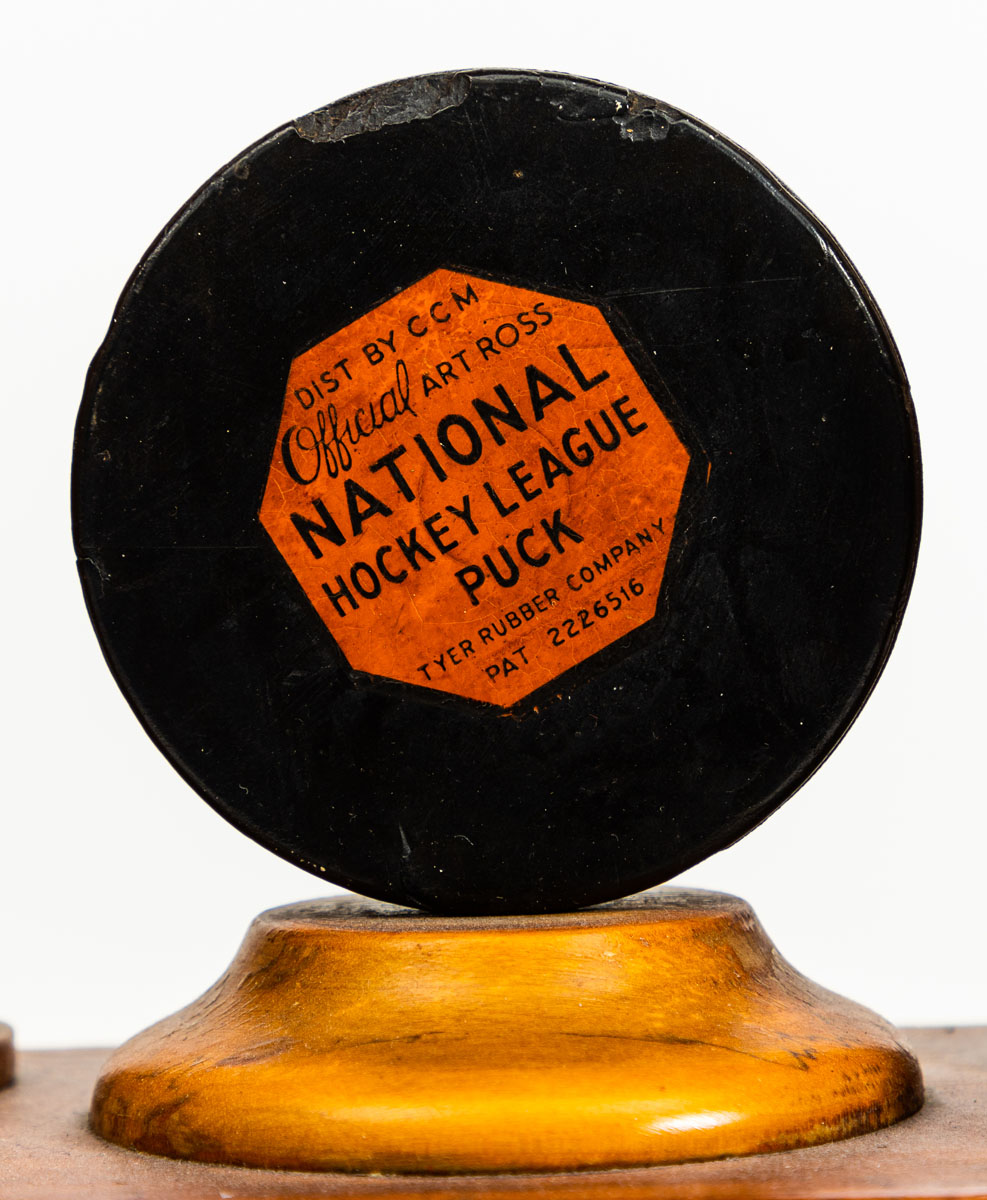 DIST BY CCM
Official ART ROSS
NATIONAL
HOCKEY LEAGUE
PUCK
TYER RUBBER COMPANY
PAT 2226516